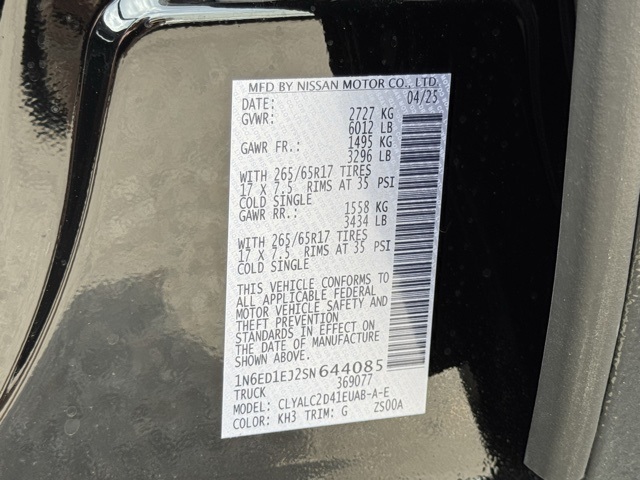 MFD BY NISSAN MOTOR CO., LTD.
DATE: 04/25
GVWR: 2727 KG
6012 LB
GAWR FR.: 1495 KG
3296 LB
WITH 265/65R17 TIRES
17 X 7.5 RIMS AT 35 PSI
COLD SINGLE
GAWR RR.: 1558 KG
3434 LB
WITH 265/65R17 TIRES
17 X 7.5 RIMS AT 35 PSI
COLD SINGLE
THIS VEHICLE CONFORMS TO
ALL APPLICABLE FEDERAL
MOTOR VEHICLE SAFETY AND
THEFT PREVENTION
STANDARDS IN EFFECT ON
THE DATE OF MANUFACTURE
SHOWN ABOVE.
1N6ED1EJ2SN644085
TRUCK 369077
MODEL: CLYALC2D41EUAB-A-E
COLOR: KH3 TRIM: G ZS00A